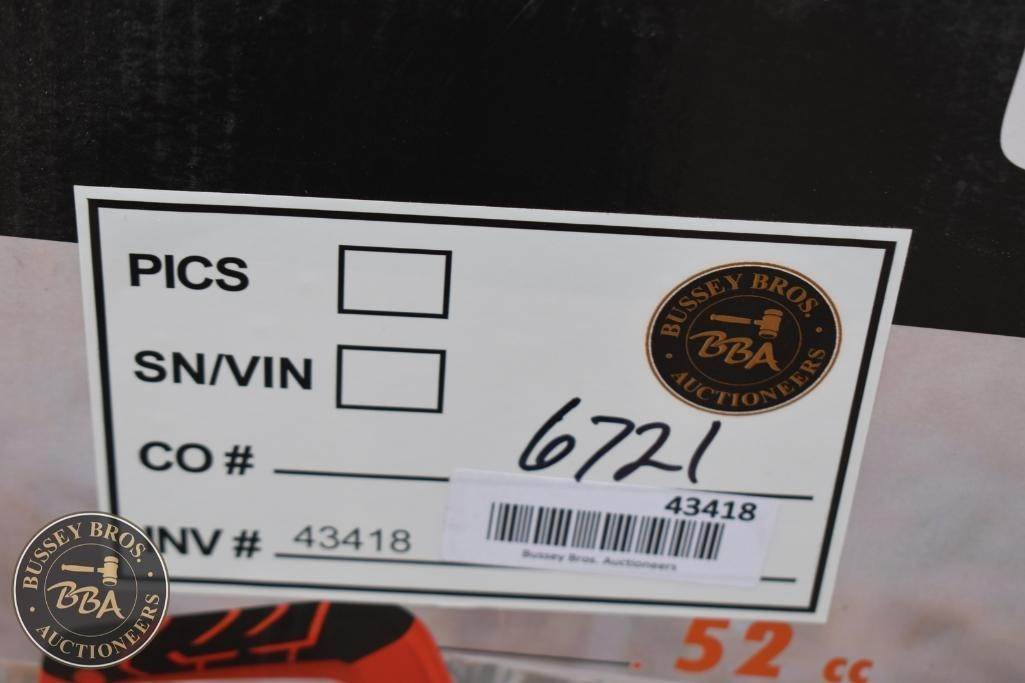 PICS
SN/VIN
CO # 6721
INV # 43418
BUSSEY BROS.
BBA
AUCTIONEERS
43418
Bussey Bros. Auctioneers
BUSSEY BROS.
BBA
AUCTIONEERS
52 cc